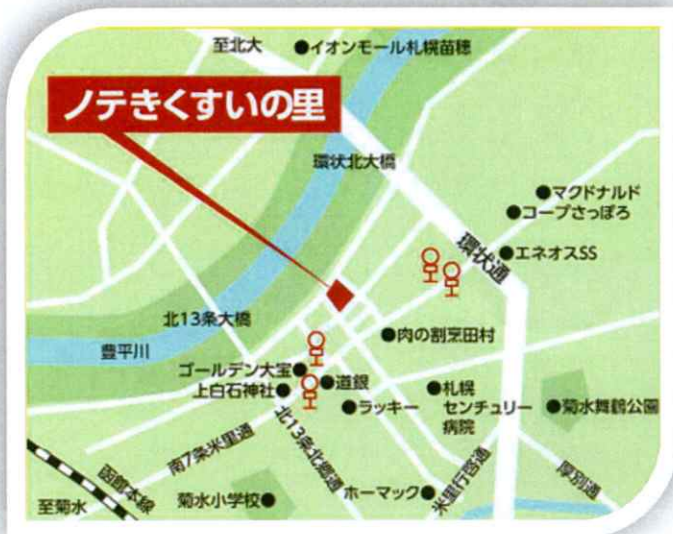 至北大
イオンモール札幌苗穂
ノテきくすいの里
環状北大橋
マクドナルド
コープさっぽろ
環状通
エネオスSS
北13条大橋
豊平川
肉の割烹田村
ゴールデン大宝
上白石神社
道銀
ラッキー
札幌
センチュリー
病院
菊水舞鶴公園
北13条北郷通
南7条米里通
函館本線
至菊水
菊水小学校
ホーマック
米里行啓通
厚別通